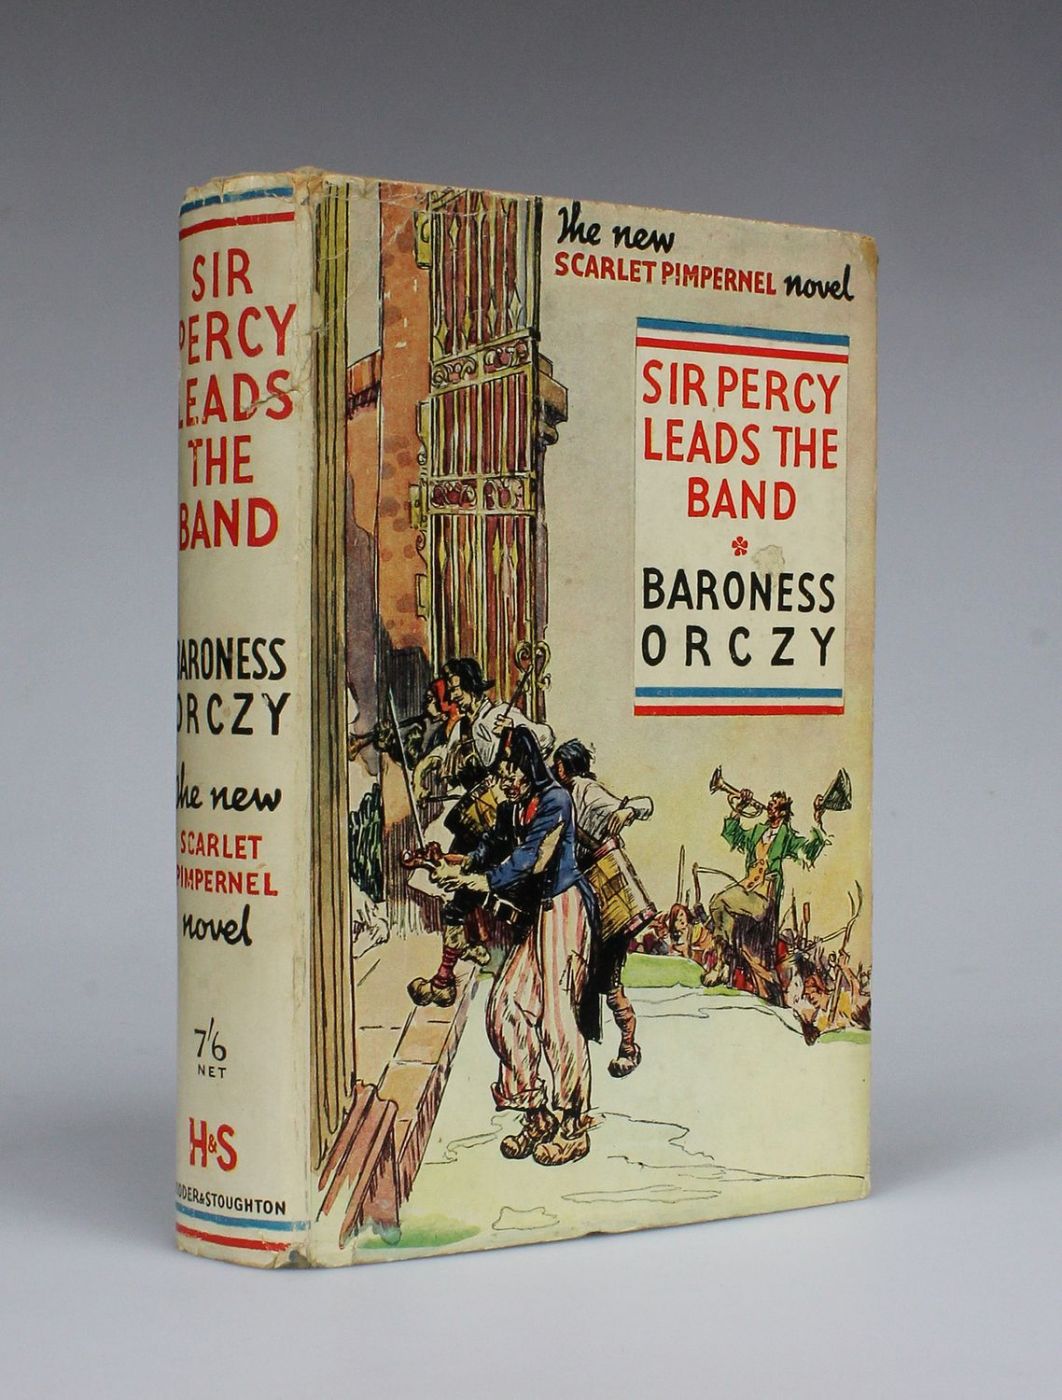 SIR
PERCY
LEADS
THE
BAND
BARONESS
ORCZY
The new
SCARLET
PIMPERNEL
novel
7/6
NET
H&S
HODDER & STOUGHTON
The new
SCARLET PIMPERNEL novel
SIR PERCY
LEADS THE
BAND
BARONESS
ORCZY